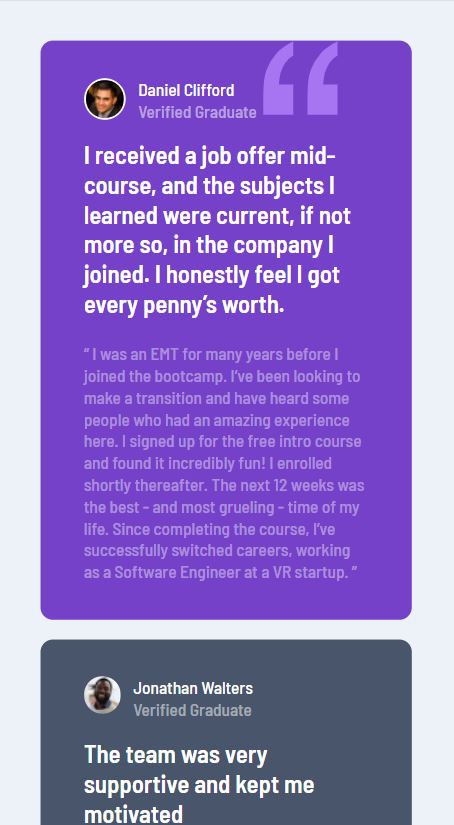 Daniel Clifford
Verified Graduate
I received a job offer mid-
course, and the subjects I
learned were current, if not
more so, in the company I
joined. I honestly feel I got
every penny’s worth.
“ I was an EMT for many years before I
joined the bootcamp. I’ve been looking to
make a transition and have heard some
people who had an amazing experience
here. I signed up for the free intro course
and found it incredibly fun! I enrolled
shortly thereafter. The next 12 weeks was
the best - and most grueling - time of my
life. Since completing the course, I’ve
successfully switched careers, working
as a Software Engineer at a VR startup. ”
Jonathan Walters
Verified Graduate
The team was very
supportive and kept me
motivated